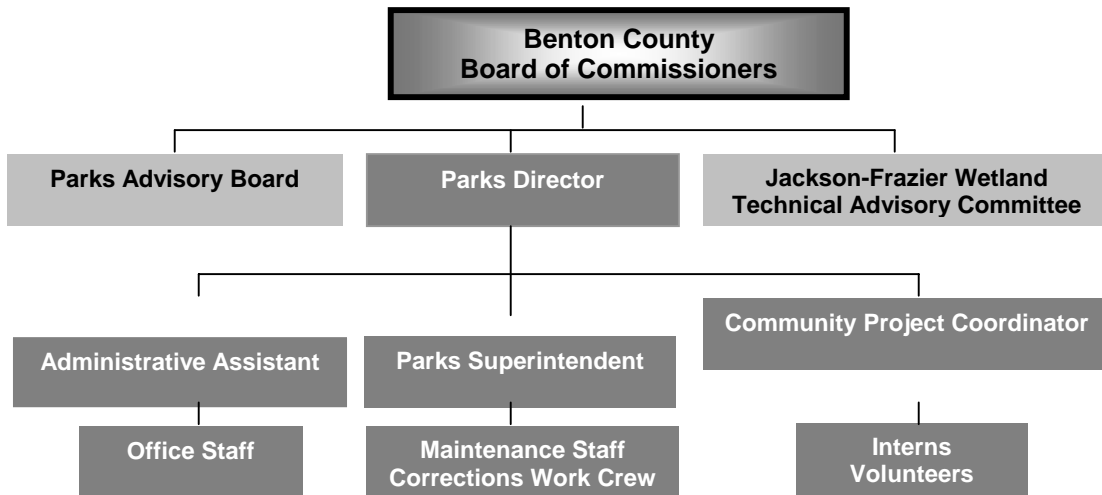 Benton County
Board of Commissioners
Parks Advisory Board
Parks Director
Jackson-Frazier Wetland
Technical Advisory Committee
Community Project Coordinator
Administrative Assistant
Parks Superintendent
Office Staff
Maintenance Staff
Corrections Work Crew
Interns
Volunteers